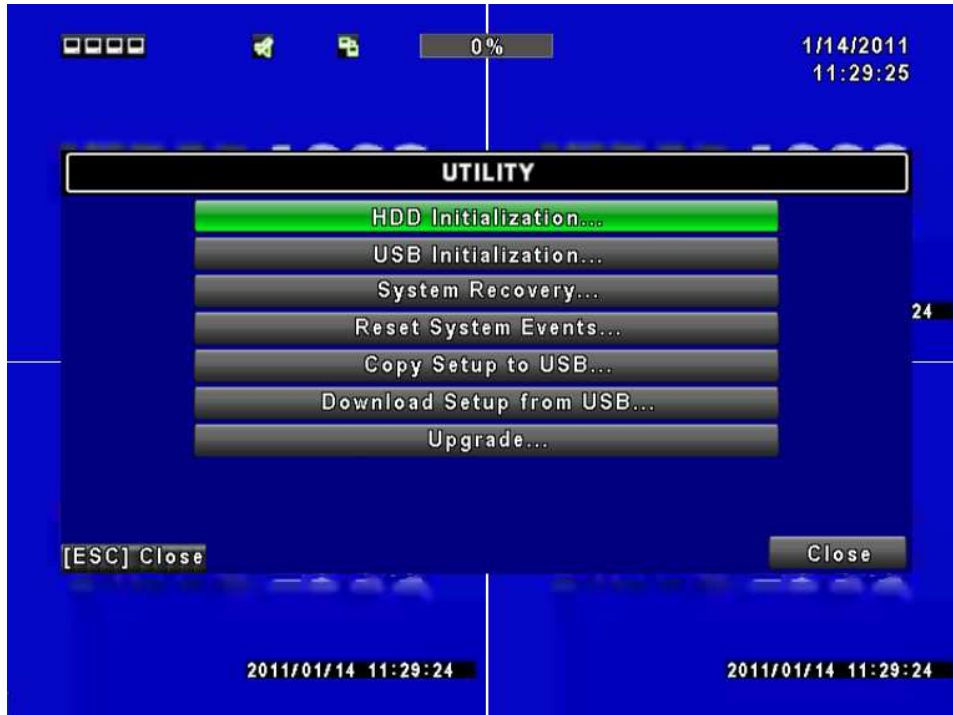 0%
1/14/2011
11:29:25
UTILITY
HDD Initialization...
USB Initialization...
System Recovery...
24
Reset System Events...
Copy Setup to USB...
Download Setup from USB...
Upgrade...
[ESC] Close
Close
2011/01/14 11:29:24
2011/01/14 11:29:24